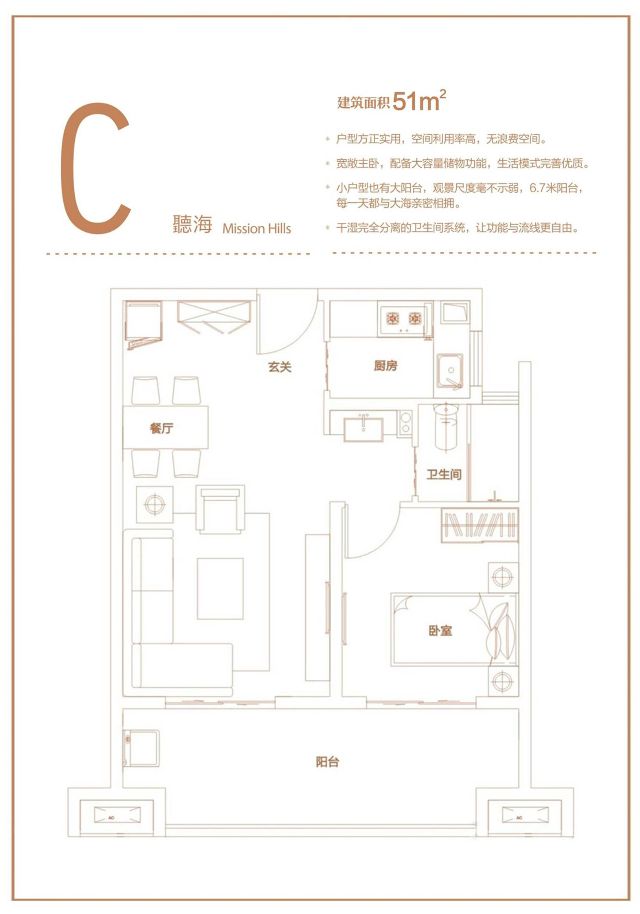 C
聽海 Mission Hills
建筑面积51m²
户型方正实用，空间利用率高，无浪费空间。
宽敞主卧，配备大容量储物功能，生活模式完善优质。
小户型也有大阳台，观景尺度毫不示弱，6.7米阳台，
每一天都与大海亲密相拥。
干湿完全分离的卫生间系统，让功能与流线更自由。
玄关
厨房
餐厅
卫生间
卧室
阳台
AC
AC